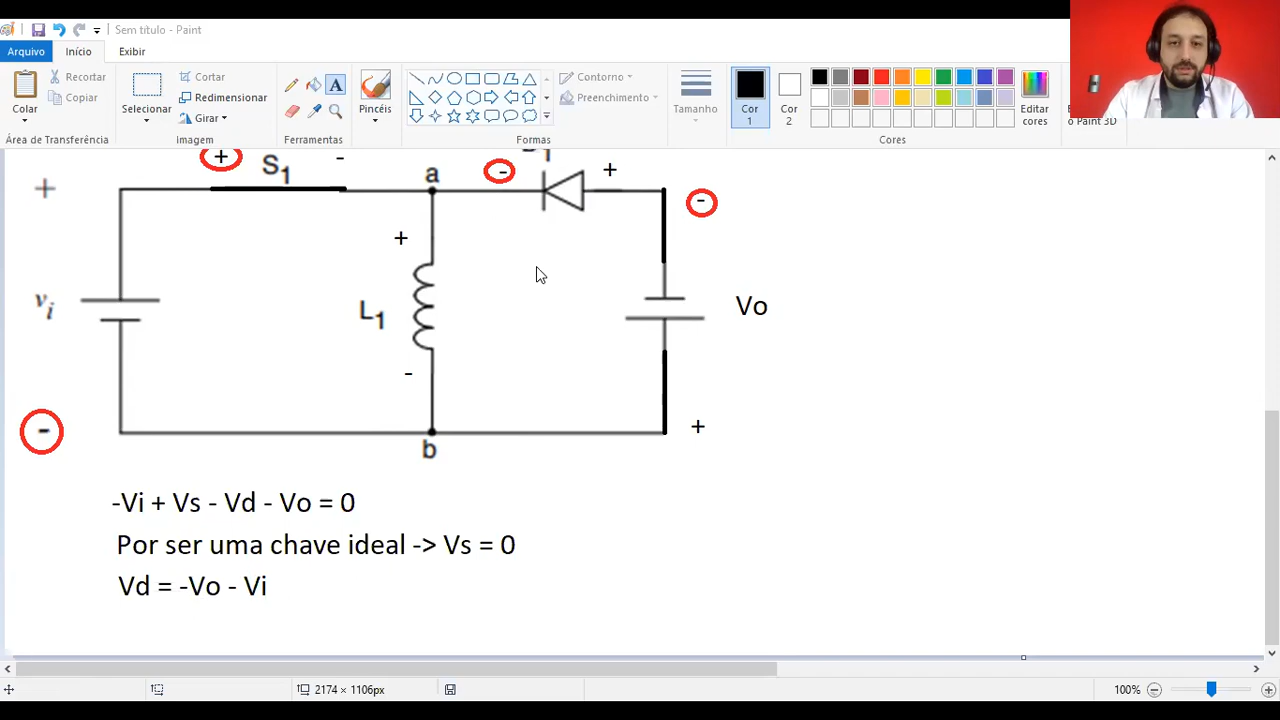 Sem título - Paint
Arquivo Início Exibir
Colar
Recortar
Copiar
Área de Transferência
Selecionar
Cortar
Redimensionar
Girar
Imagem
A
Ferramentas
Pincéis
Formas
Contorno
Preenchimento
Tamanho
Cor 1
Cor 2
Editar cores
o Paint 3D
Cores
+ S1 - a - + -
+
+
vi L1 Vo
-
- b +
-Vi + Vs - Vd - Vo = 0
Por ser uma chave ideal -> Vs = 0
Vd = -Vo - Vi
2174 × 1106px
100%